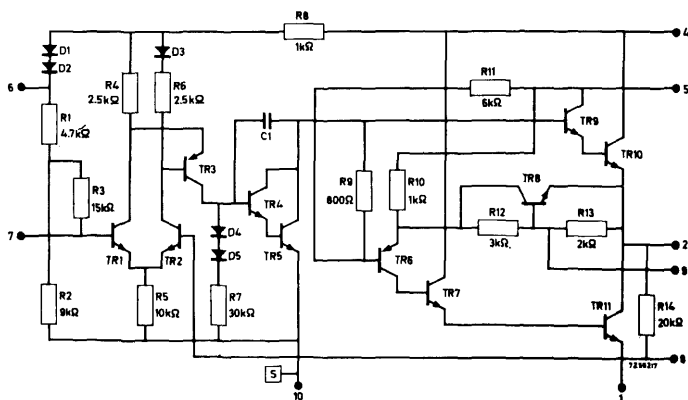 R8
1kΩ
4
D1
D2
D3
R4
2.5kΩ
R6
2.5kΩ
R11
6kΩ
5
6
R1
4.7kΩ
C1
TR9
TR10
TR3
R3
15kΩ
TR4
R9
800Ω
R10
1kΩ
TR8
R12
3kΩ
R13
2kΩ
7
TR1
TR2
D4
D5
TR5
TR6
2
9
TR7
R2
9kΩ
R5
10kΩ
R7
30kΩ
TR11
R14
20kΩ
7Z56217
8
S
10
1